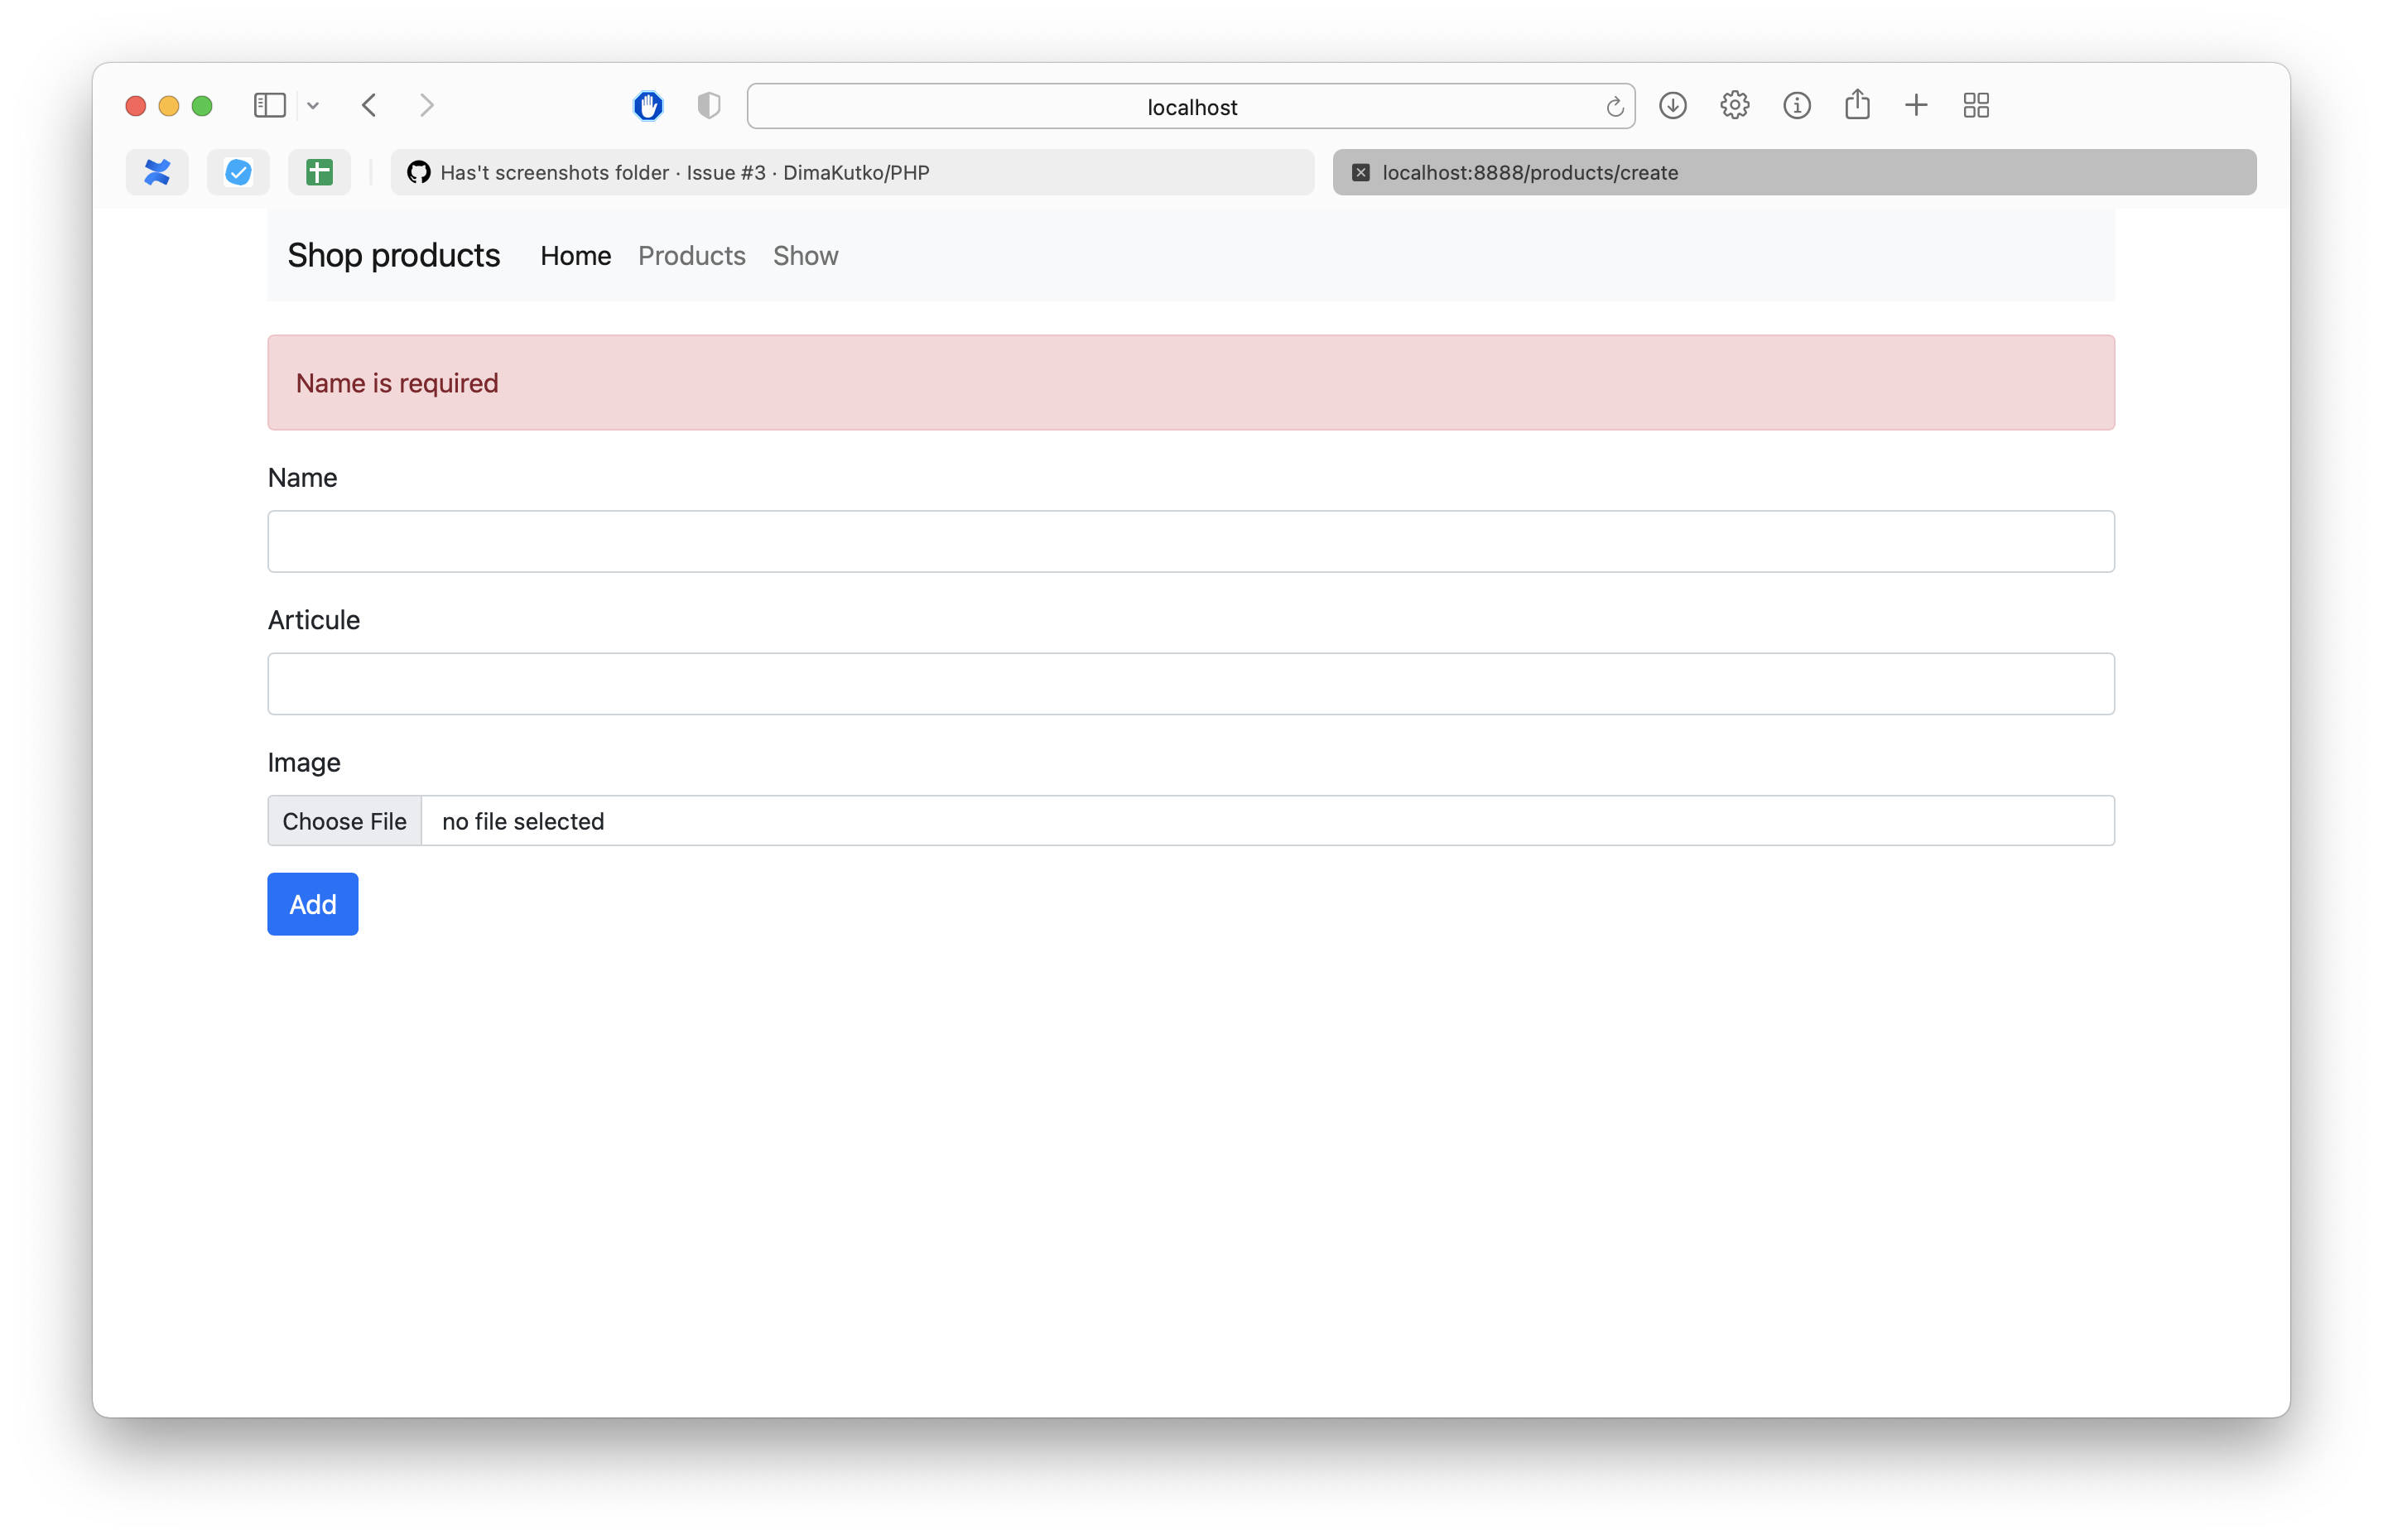 localhost
Has't screenshots folder · Issue #3 · DimaKutko/PHP
localhost:8888/products/create
Shop products Home Products Show
Name is required
Name
Articule
Image
Choose File no file selected
Add